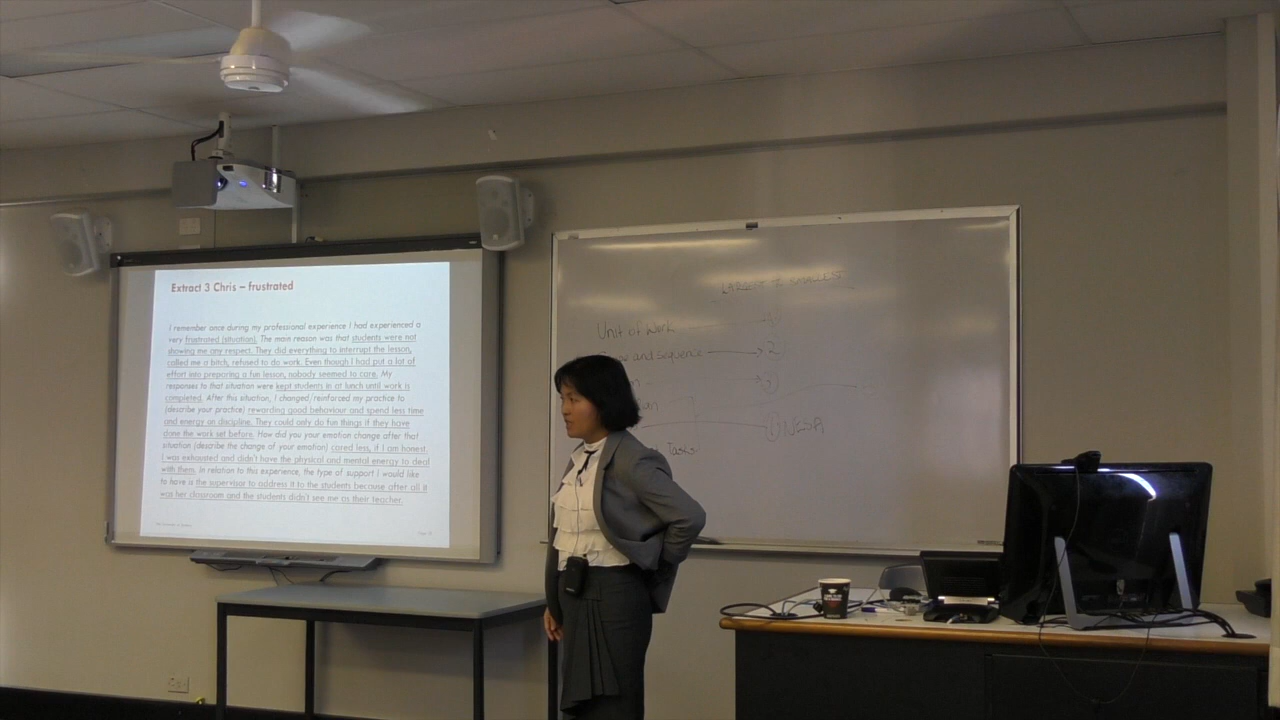 Extract 3 Chris – frustrated
I remember once during my professional experience I had experienced a
very frustrated (situation). The main reason was that students were not
showing me any respect. They did everything to interrupt the lesson,
called me a bitch, refused to do work. Even though I had put a lot of
effort into preparing a fun lesson, nobody seemed to care. My
responses to that situation were kept students in at lunch until work is
completed. After this situation, I changed/reinforced my practice to
(describe your practice) rewarding good behaviour and spend less time
and energy on discipline. They could only do fun things if they have
done the work set before. How did you your emotion change after that
situation (describe the change of your emotion) cared less, if I am honest.
I was exhausted and didn't have the physical and mental energy to deal
with them. In relation to this experience, the type of support I would like
to have is the supervisor to address it to the students because after all it
was her classroom and the students didn't see me as their teacher.
LARGEST to SMALLEST
Unit of Work
and sequence 2
NESA
Tasks